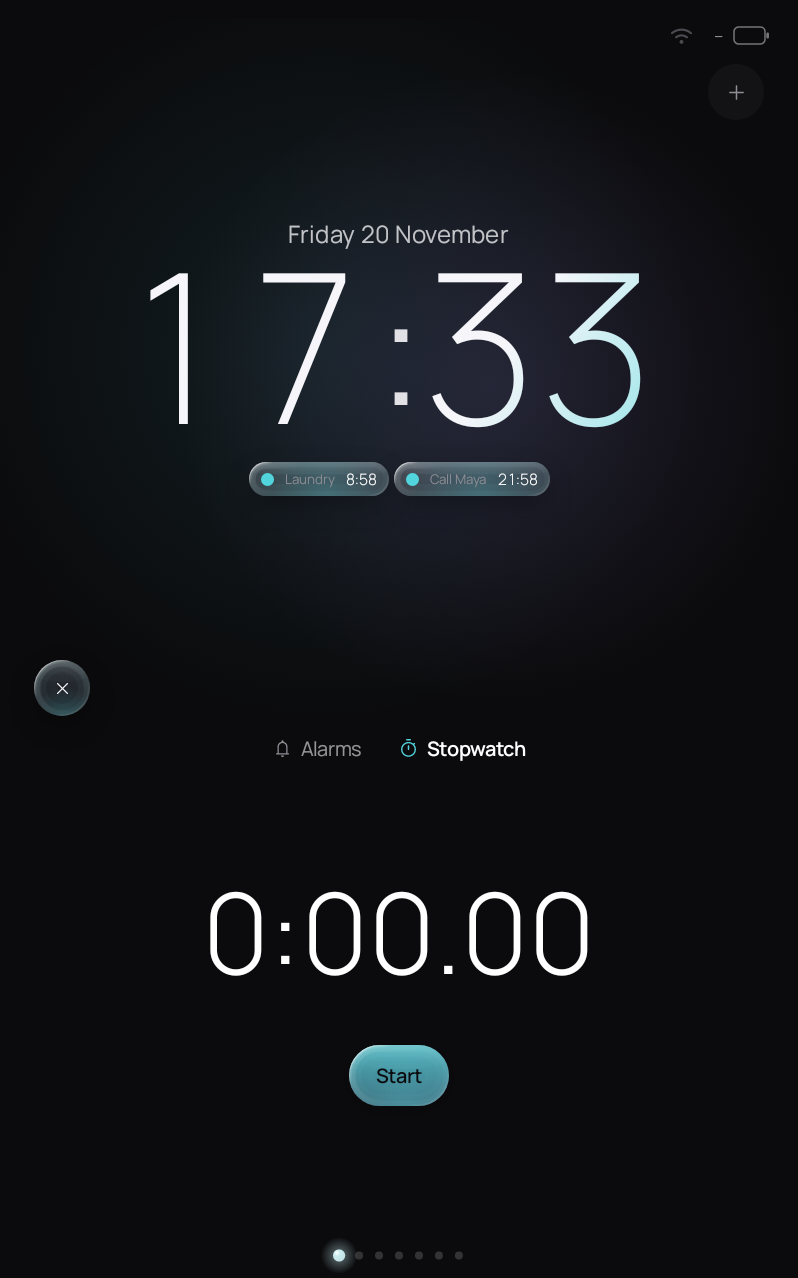 Friday 20 November
17:33
Laundry 8:58 Call Maya 21:58
Alarms Stopwatch
0:00.00
Start